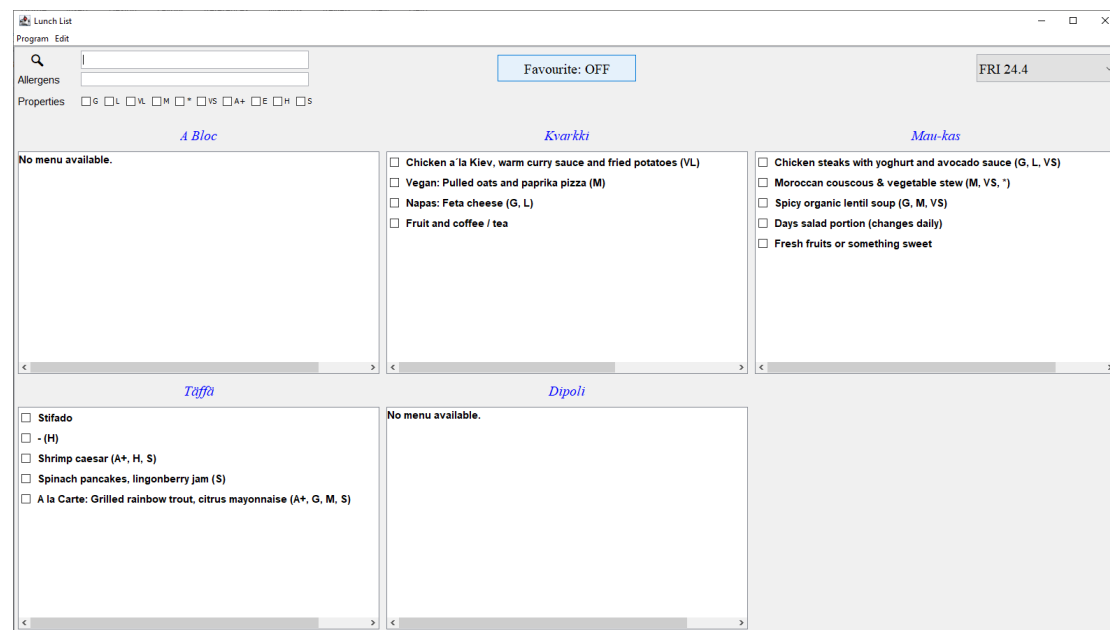 Lunch List
Program Edit
Favourite: OFF
FRI 24.4
Allergens
Properties G L VL M * VS A+ E H S
A Bloc
No menu available.
Kvarkki
Chicken a´la Kiev, warm curry sauce and fried potatoes (VL)
Vegan: Pulled oats and paprika pizza (M)
Napas: Feta cheese (G, L)
Fruit and coffee / tea
Mau-kas
Chicken steaks with yoghurt and avocado sauce (G, L, VS)
Moroccan couscous & vegetable stew (M, VS, *)
Spicy organic lentil soup (G, M, VS)
Days salad portion (changes daily)
Fresh fruits or something sweet
Täffä
Stifado
- (H)
Shrimp caesar (A+, H, S)
Spinach pancakes, lingonberry jam (S)
A la Carte: Grilled rainbow trout, citrus mayonnaise (A+, G, M, S)
Dipoli
No menu available.